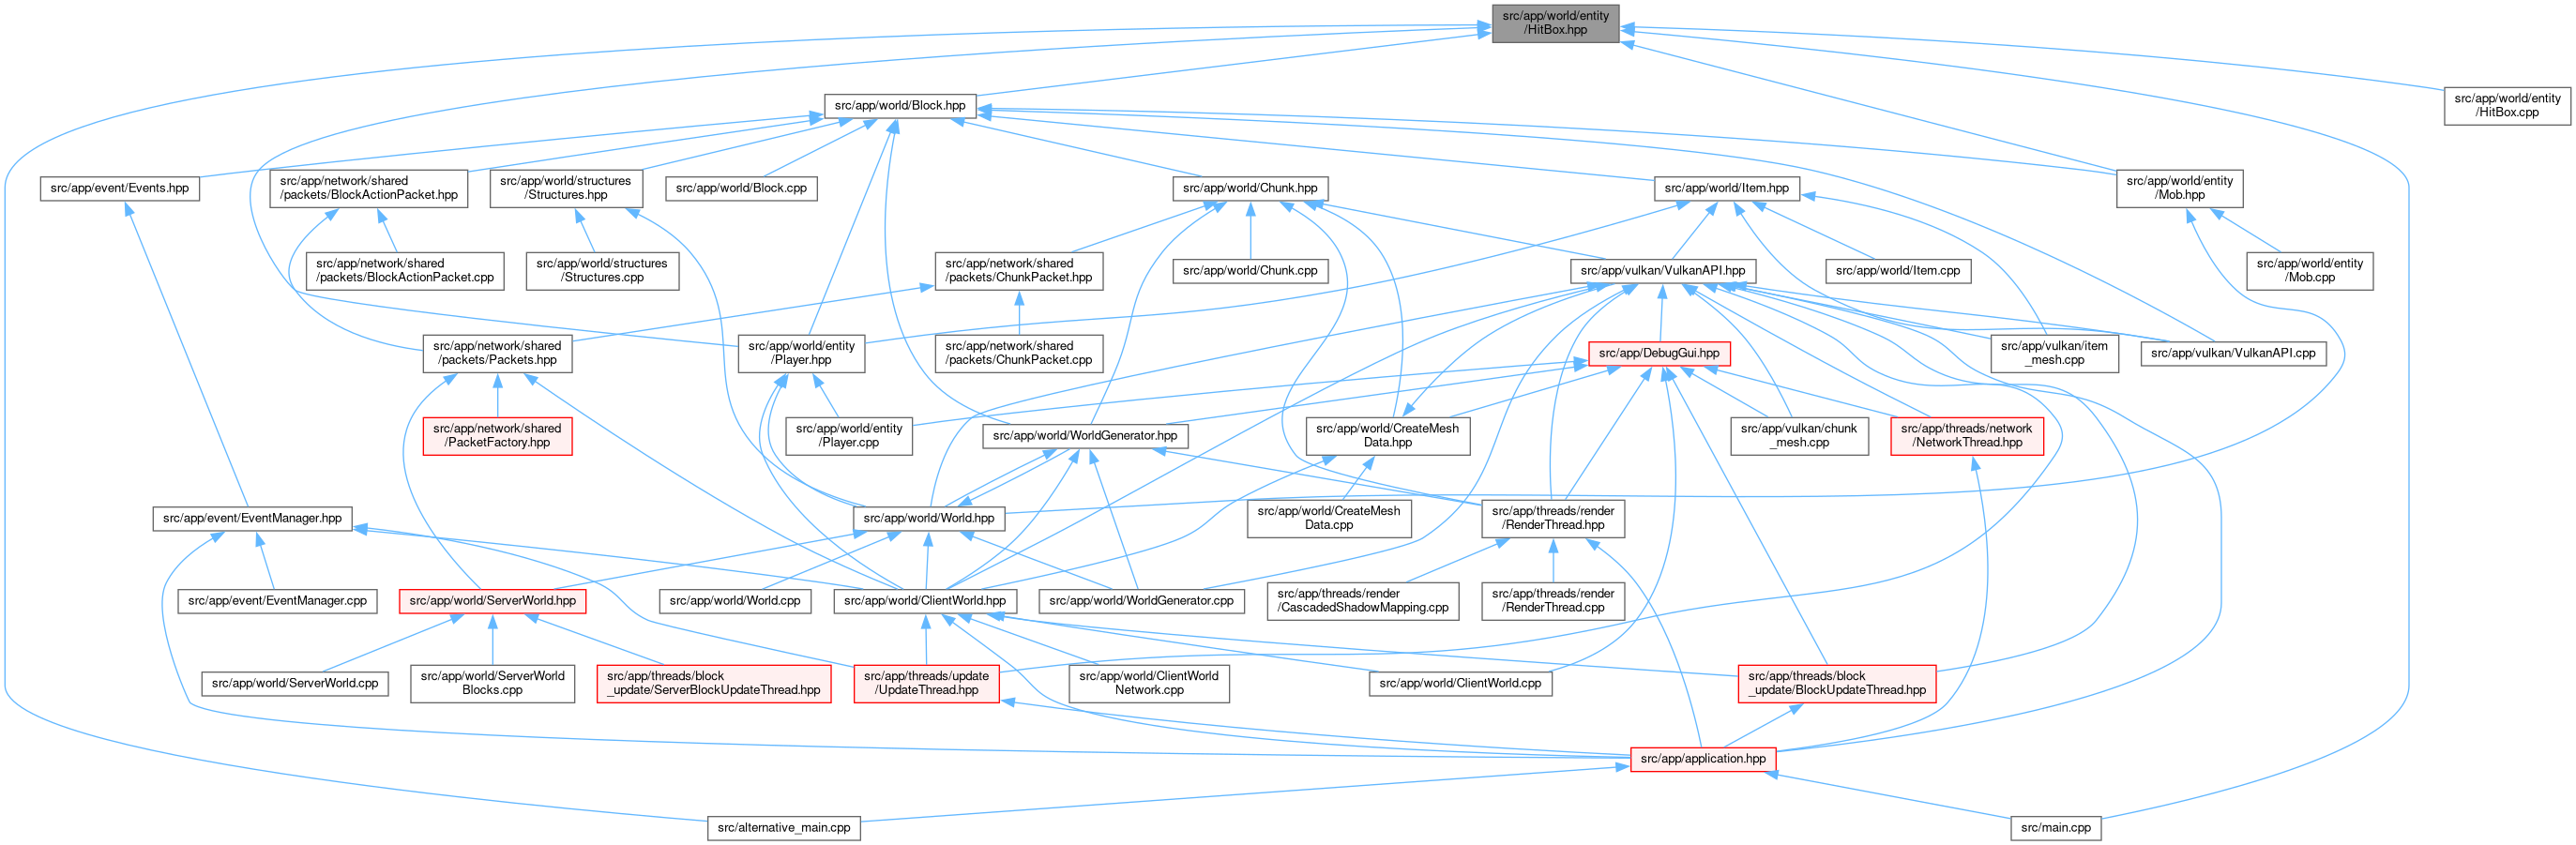 src/app/world/entity
/HitBox.hpp
src/app/world/Block.hpp
src/app/world/entity
/HitBox.cpp
src/app/event/Events.hpp
src/app/network/shared
/packets/BlockActionPacket.hpp
src/app/world/structures
/Structures.hpp
src/app/world/Block.cpp
src/app/world/Chunk.hpp
src/app/world/Item.hpp
src/app/world/entity
/Mob.hpp
src/app/network/shared
/packets/BlockActionPacket.cpp
src/app/world/structures
/Structures.cpp
src/app/network/shared
/packets/ChunkPacket.hpp
src/app/world/Chunk.cpp
src/app/vulkan/VulkanAPI.hpp
src/app/world/Item.cpp
src/app/world/entity
/Mob.cpp
src/app/network/shared
/packets/Packets.hpp
src/app/world/entity
/Player.hpp
src/app/network/shared
/packets/ChunkPacket.cpp
src/app/DebugGui.hpp
src/app/vulkan/item
_mesh.cpp
src/app/vulkan/VulkanAPI.cpp
src/app/network/shared
/PacketFactory.hpp
src/app/world/entity
/Player.cpp
src/app/world/WorldGenerator.hpp
src/app/world/CreateMesh
Data.hpp
src/app/vulkan/chunk
_mesh.cpp
src/app/threads/network
/NetworkThread.hpp
src/app/event/EventManager.hpp
src/app/world/World.hpp
src/app/world/CreateMesh
Data.cpp
src/app/threads/render
/RenderThread.hpp
src/app/event/EventManager.cpp
src/app/world/ServerWorld.hpp
src/app/world/World.cpp
src/app/world/ClientWorld.hpp
src/app/world/WorldGenerator.cpp
src/app/threads/render
/CascadedShadowMapping.cpp
src/app/threads/render
/RenderThread.cpp
src/app/world/ServerWorld.cpp
src/app/world/ServerWorld
Blocks.cpp
src/app/threads/block
_update/ServerBlockUpdateThread.hpp
src/app/threads/update
/UpdateThread.hpp
src/app/world/ClientWorld
Network.cpp
src/app/world/ClientWorld.cpp
src/app/threads/block
_update/BlockUpdateThread.hpp
src/app/application.hpp
src/alternative_main.cpp
src/main.cpp